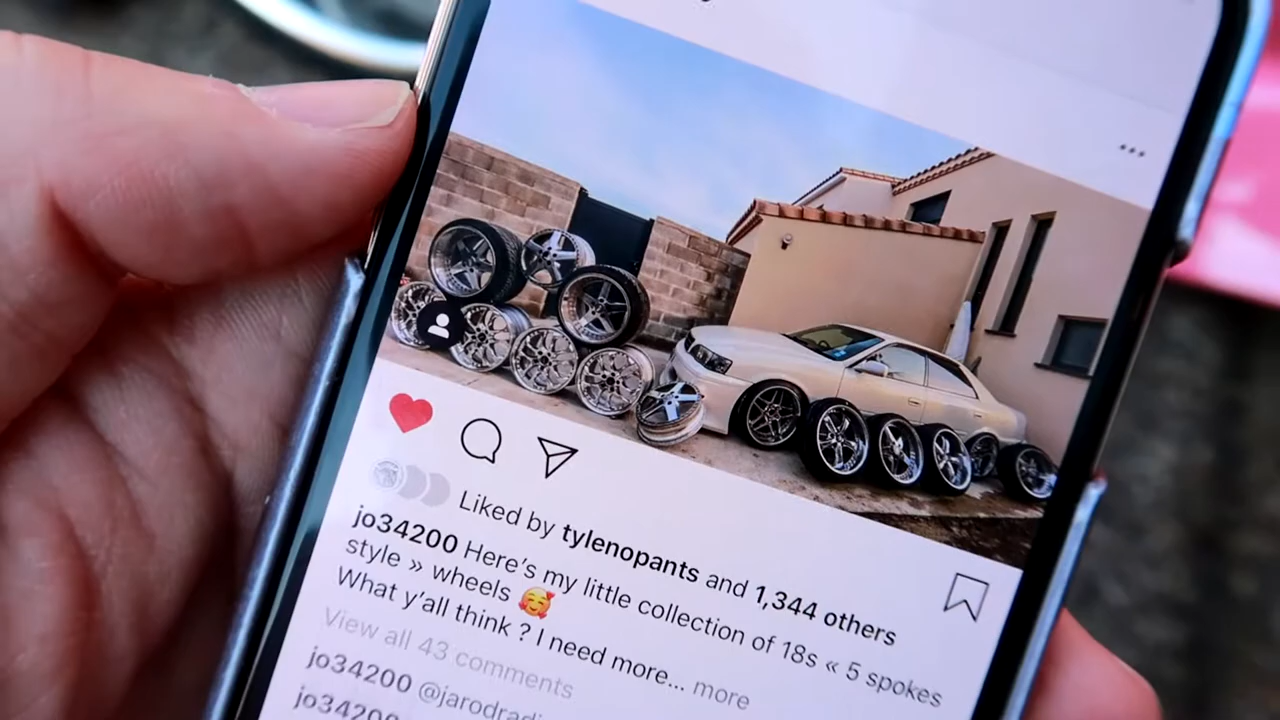 Liked by tylenopants and 1,344 others
jo34200 Here's my little collection of 18s « 5 spokes
style » wheels 🥰
What y'all think ? I need more... more
View all 43 comments
jo34200 @jarodradi
jo34200